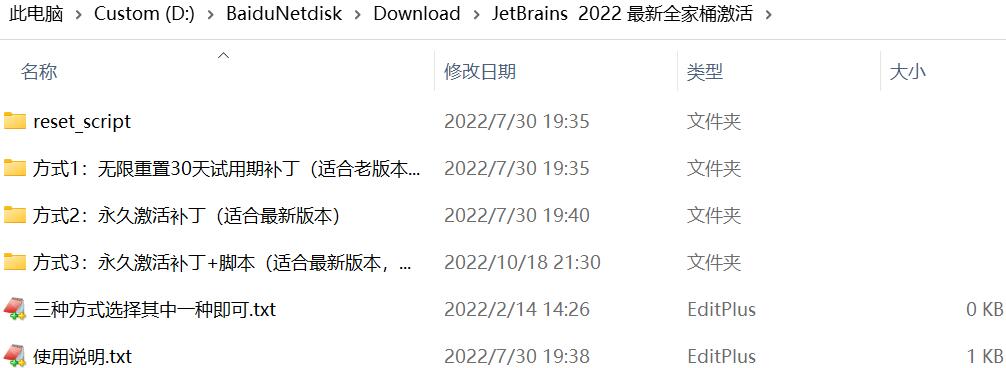 此电脑 > Custom (D:) > BaiduNetdisk > Download > JetBrains 2022 最新全家桶激活 >
名称 修改日期 类型 大小
reset_script 2022/7/30 19:35 文件夹
方式1：无限重置30天试用期补丁（适合老版本... 2022/7/30 19:35 文件夹
方式2：永久激活补丁（适合最新版本） 2022/7/30 19:40 文件夹
方式3：永久激活补丁+脚本（适合最新版本，... 2022/10/18 21:30 文件夹
三种方式选择其中一种即可.txt 2022/2/14 14:26 EditPlus 0 KB
使用说明.txt 2022/7/30 19:38 EditPlus 1 KB